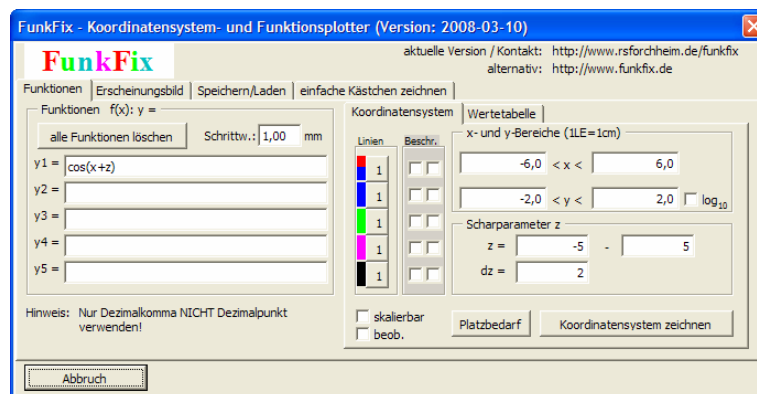 FunkFix - Koordinatensystem- und Funktionsplotter (Version: 2008-03-10)
FunkFix
aktuelle Version / Kontakt: http://www.rsforchheim.de/funkfix
alternativ: http://www.funkfix.de
Funktionen Erscheinungsbild Speichern/Laden einfache Kästchen zeichnen
Funktionen f(x): y =
alle Funktionen löschen Schrittw.: 1,00 mm
y1 = cos(x+z)
y2 =
y3 =
y4 =
y5 =
Hinweis: Nur Dezimalkomma NICHT Dezimalpunkt
verwenden!
Koordinatensystem Wertetabelle
Linien Beschr.
1
1
1
1
1
x- und y-Bereiche (1LE=1cm)
-6,0 < x < 6,0
-2,0 < y < 2,0 log10
Scharparameter z
z = -5 - 5
dz = 2
skalierbar
beob.
Platzbedarf Koordinatensystem zeichnen
Abbruch